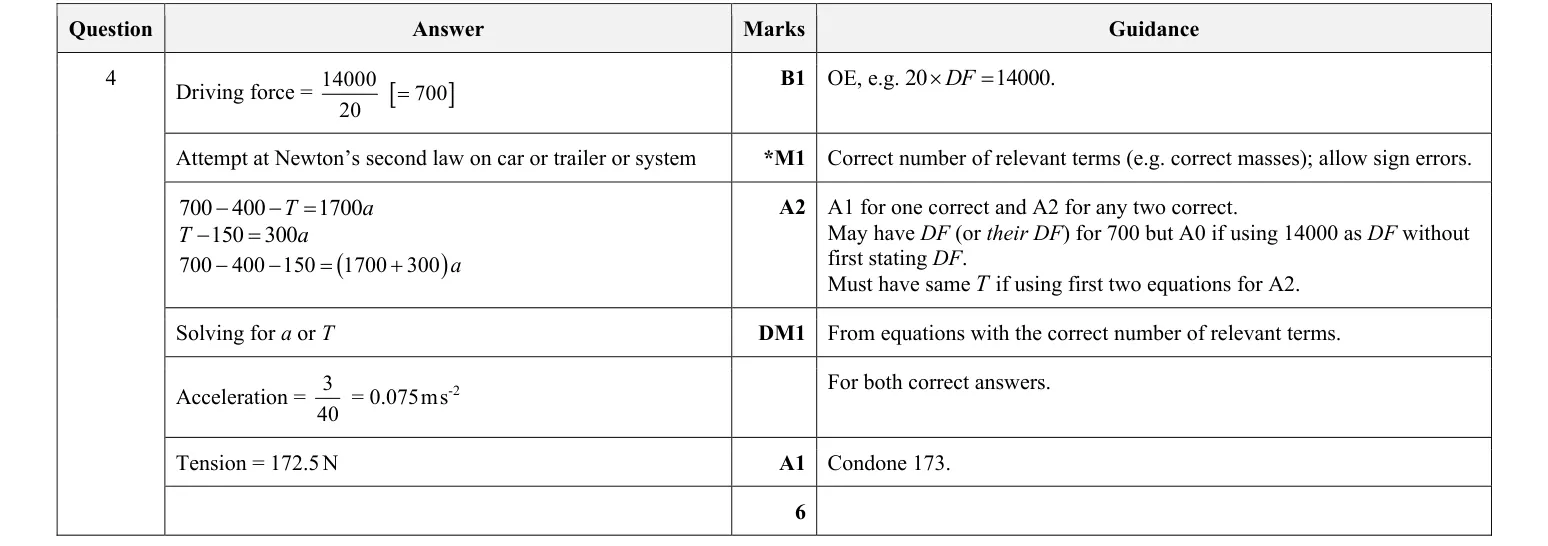 Question Answer Marks Guidance
4 Driving force = 14000/20 [= 700] B1 OE, e.g. 20 × DF = 14000.
Attempt at Newton’s second law on car or trailer or system *M1 Correct number of relevant terms (e.g. correct masses); allow sign errors.
700 − 400 − T = 1700a A2 A1 for one correct and A2 for any two correct.
T − 150 = 300a May have DF (or their DF) for 700 but A0 if using 14000 as DF without
700 − 400 − 150 = (1700 + 300)a first stating DF.
Must have same T if using first two equations for A2.
Solving for a or T DM1 From equations with the correct number of relevant terms.
Acceleration = 3/40 = 0.075 m s⁻² For both correct answers.
Tension = 172.5 N A1 Condone 173.
6